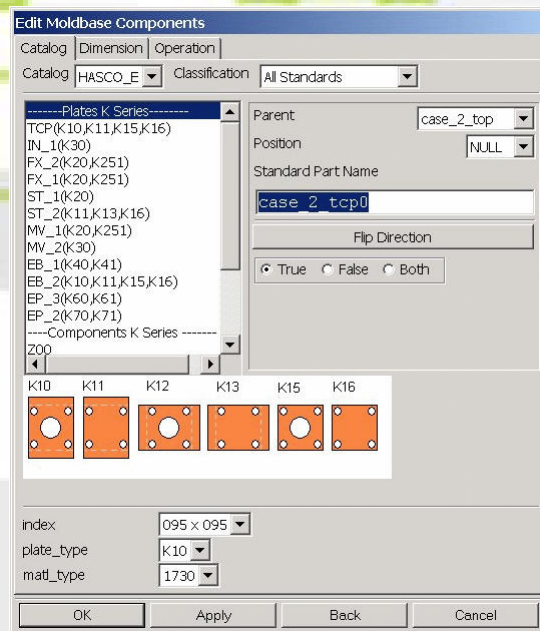 Edit Moldbase Components
Catalog Dimension Operation
Catalog HASCO_E Classification All Standards
-------Plates K Series--------
TCP(K10,K11,K15,K16)
IN_1(K30)
FX_2(K20,K251)
FX_1(K20,K251)
ST_1(K20)
ST_2(K11,K13,K16)
MV_1(K20,K251)
MV_2(K30)
EB_1(K40,K41)
EB_2(K10,K11,K15,K16)
EP_3(K60,K61)
EP_2(K70,K71)
----Components K Series -------
Z00
Parent case_2_top
Position NULL
Standard Part Name
case_2_tcp0
Flip Direction
True False Both
K10 K11 K12 K13 K15 K16
index 095 x 095
plate_type K10
matl_type 1730
OK Apply Back Cancel